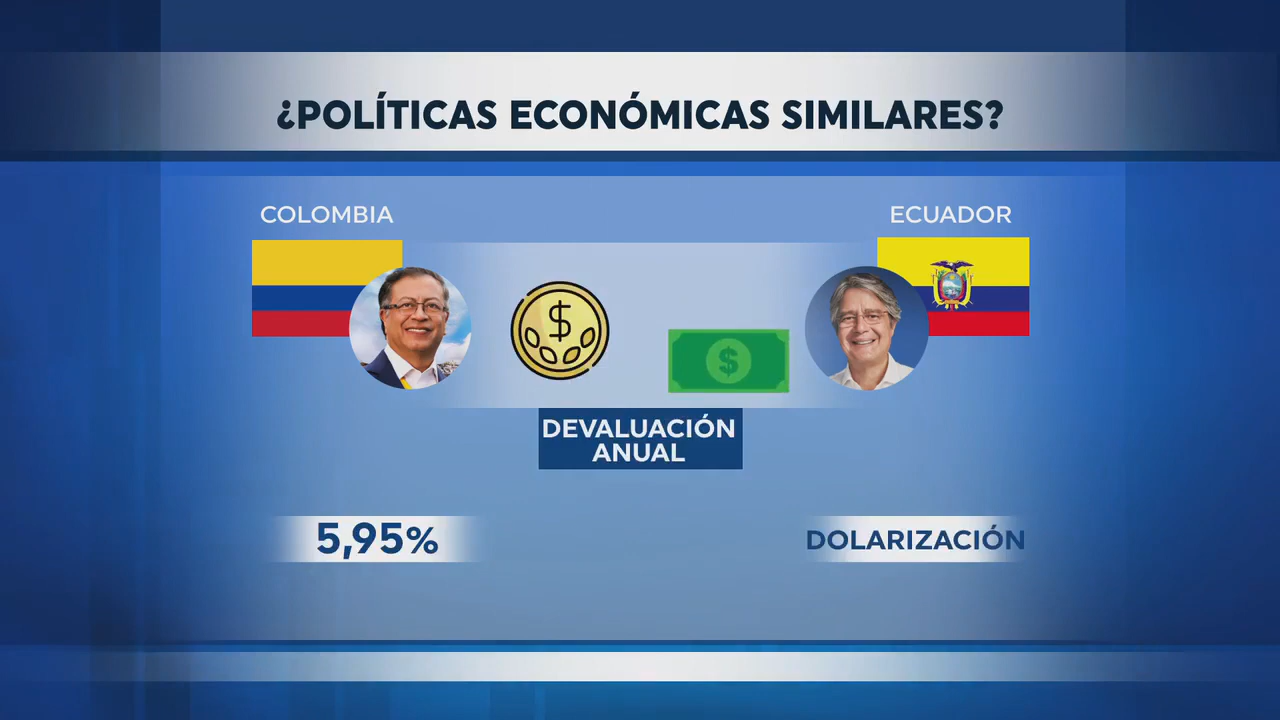 ¿POLÍTICAS ECONÓMICAS SIMILARES?
COLOMBIA
ECUADOR
$
$
DEVALUACIÓN
ANUAL
5,95%
DOLARIZACIÓN